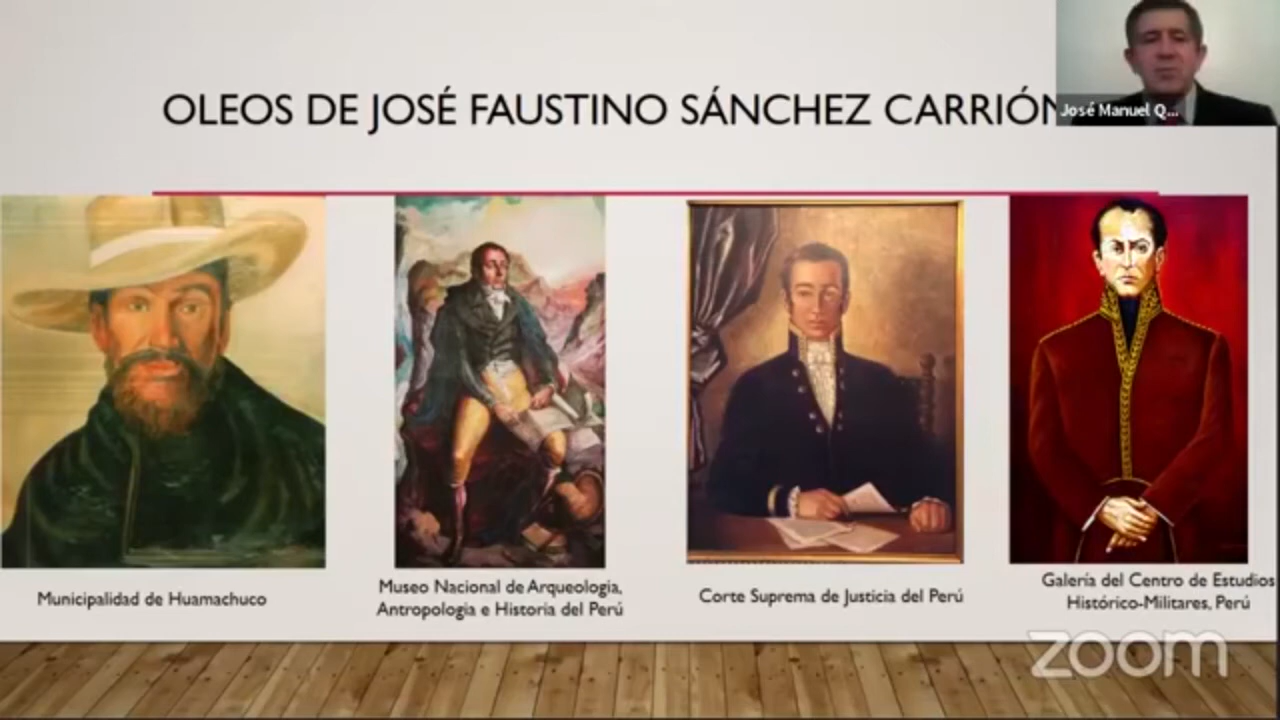 OLEOS DE JOSÉ FAUSTINO SÁNCHEZ CARRIÓN
José Manuel Q...
Municipalidad de Huamachuco
Museo Nacional de Arqueología,
Antropologia e Historia del Perú
Corte Suprema de Justicia del Perú
Galería del Centro de Estudios
Histórico-Militares, Perú
zoom